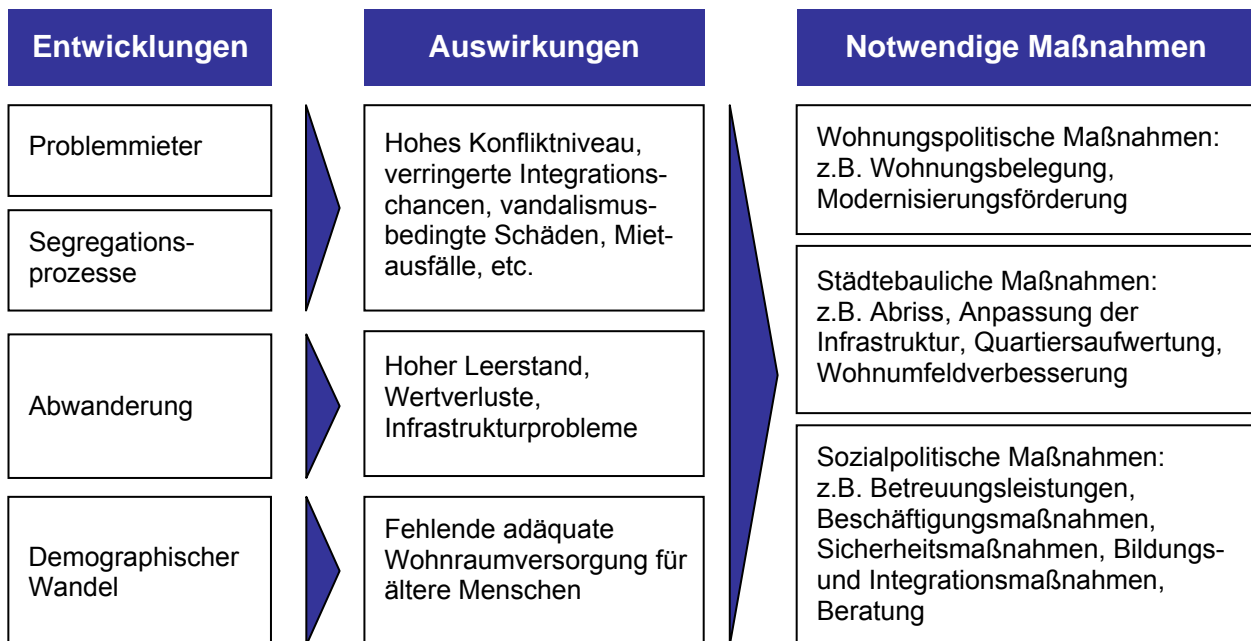 Entwicklungen
Auswirkungen
Notwendige Maßnahmen
Problemmieter
Segregations-
prozesse
Hohes Konfliktniveau,
verringerte Integrations-
chancen, vandalismus-
bedingte Schäden, Miet-
ausfälle, etc.
Abwanderung
Hoher Leerstand,
Wertverluste,
Infrastrukturprobleme
Demographischer
Wandel
Fehlende adäquate
Wohnraumversorgung für
ältere Menschen
Wohnungspolitische Maßnahmen:
z.B. Wohnungsbelegung,
Modernisierungsförderung
Städtebauliche Maßnahmen:
z.B. Abriss, Anpassung der
Infrastruktur, Quartiersaufwertung,
Wohnumfeldverbesserung
Sozialpolitische Maßnahmen:
z.B. Betreuungsleistungen,
Beschäftigungsmaßnahmen,
Sicherheitsmaßnahmen, Bildungs-
und Integrationsmaßnahmen,
Beratung